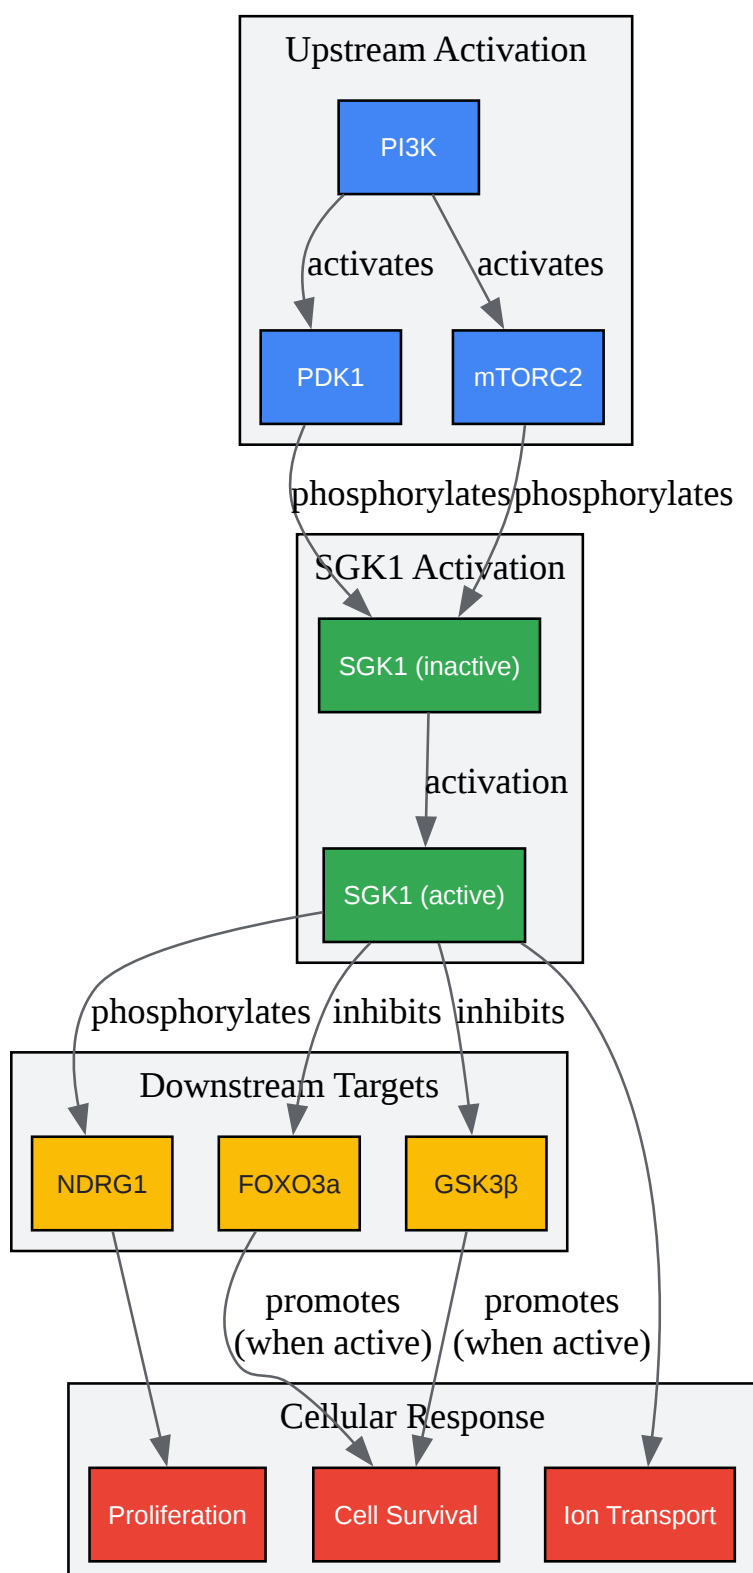 Upstream Activation
PI3K
activates
activates
PDK1
mTORC2
phosphorylates
phosphorylates
SGK1 Activation
SGK1 (inactive)
activation
SGK1 (active)
phosphorylates
inhibits
inhibits
Downstream Targets
NDRG1
FOXO3a
GSK3β
promotes
(when active)
promotes
(when active)
Cellular Response
Proliferation
Cell Survival
Ion Transport